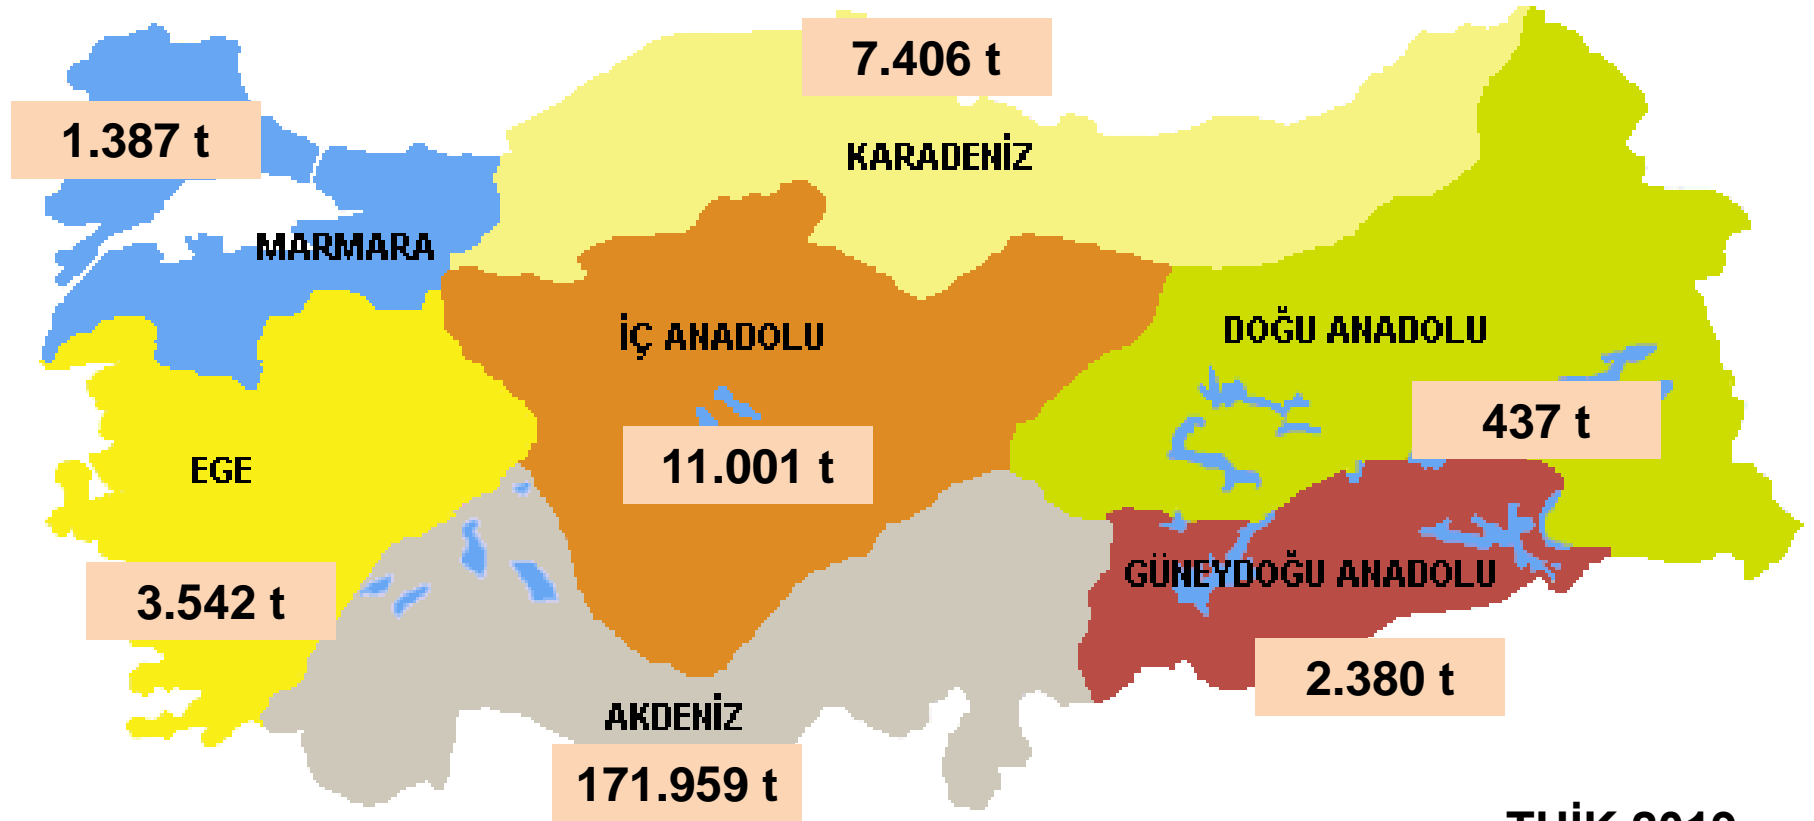 7.406 t
1.387 t
KARADENİZ
MARMARA
İÇ ANADOLU
DOĞU ANADOLU
437 t
EGE
11.001 t
GÜNEYDOĞU ANADOLU
3.542 t
2.380 t
AKDENİZ
171.959 t